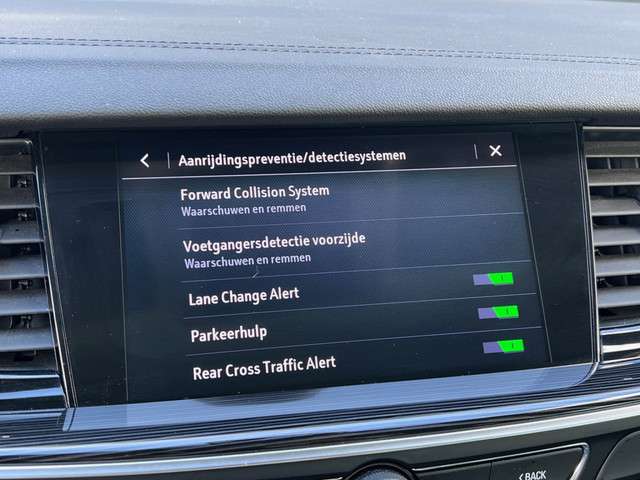 Aanrijdingspreventie/detectiesystemen
Forward Collision System
Waarschuwen en remmen
Voetgangersdetectie voorzijde
Waarschuwen en remmen
Lane Change Alert
Parkeerhulp
Rear Cross Traffic Alert
BACK